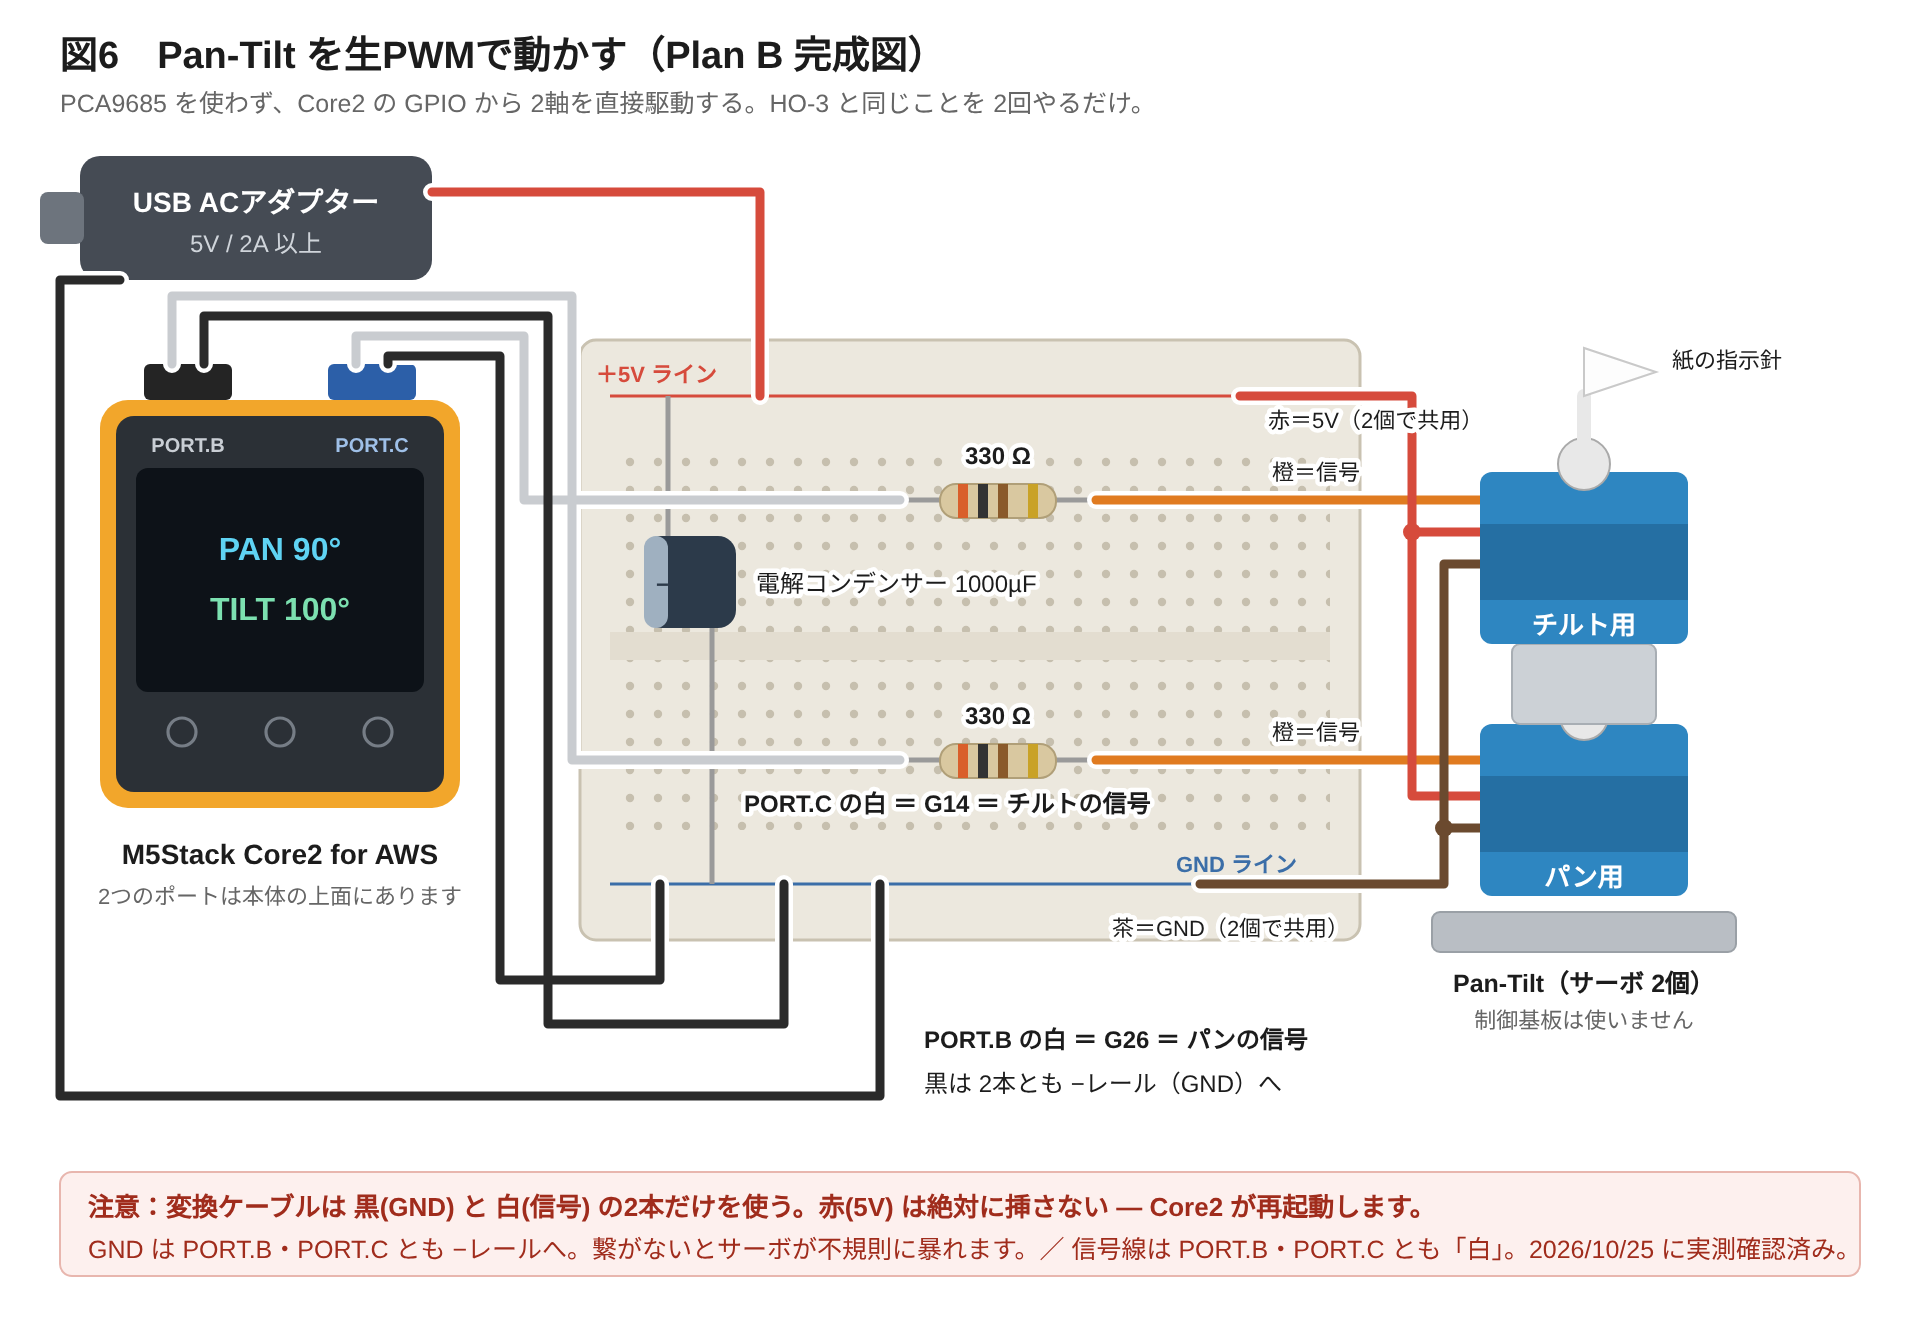 図6　Pan-Tilt を生PWMで動かす（Plan B 完成図）
PCA9685 を使わず、Core2 の GPIO から 2軸を直接駆動する。HO-3 と同じことを 2回やるだけ。
USB ACアダプター
5V / 2A 以上
PORT.B
PORT.C
PAN 90°
TILT 100°
M5Stack Core2 for AWS
2つのポートは本体の上面にあります
＋5V ライン
330 Ω
−
電解コンデンサー 1000µF
330 Ω
PORT.C の白 ＝ G14 ＝ チルトの信号
GND ライン
赤＝5V（2個で共用）
橙＝信号
橙＝信号
茶＝GND（2個で共用）
紙の指示針
チルト用
パン用
Pan-Tilt（サーボ 2個）
制御基板は使いません
PORT.B の白 ＝ G26 ＝ パンの信号
黒は 2本とも −レール（GND）へ
注意：変換ケーブルは 黒(GND) と 白(信号) の2本だけを使う。赤(5V) は絶対に挿さない — Core2 が再起動します。
GND は PORT.B・PORT.C とも −レールへ。繋がないとサーボが不規則に暴れます。／ 信号線は PORT.B・PORT.C とも「白」。2026/10/25 に実測確認済み。